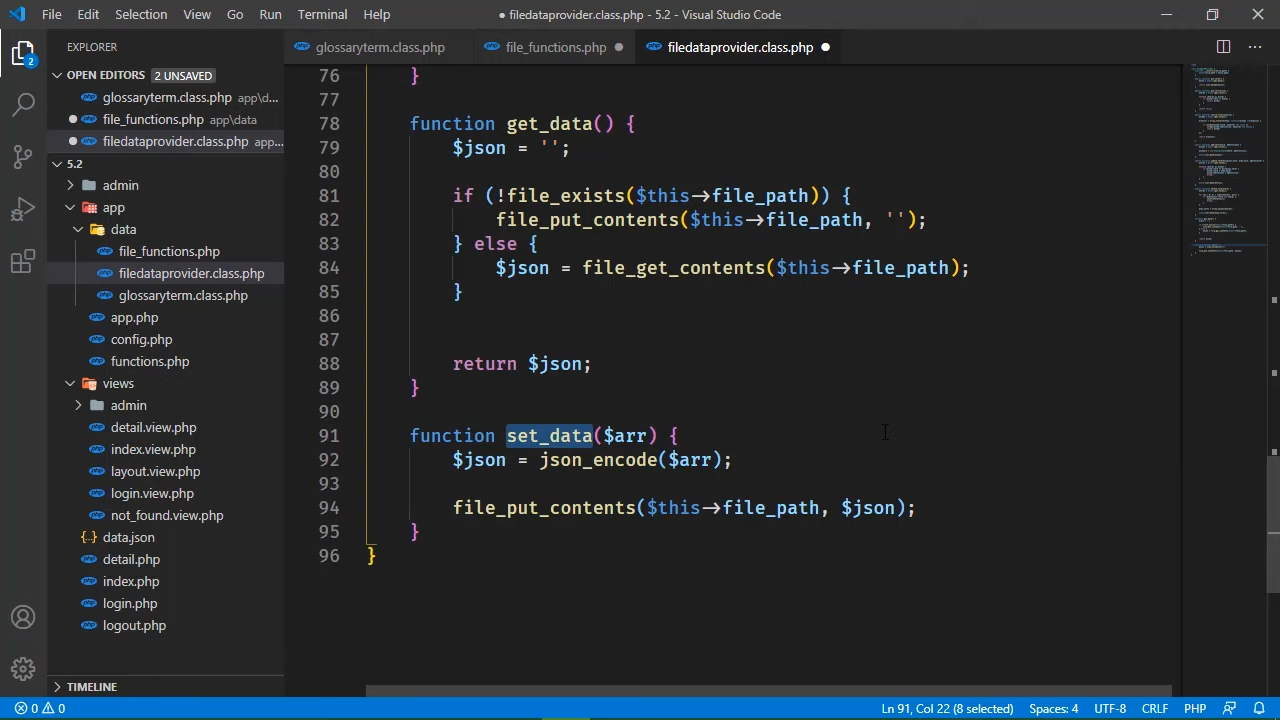 File Edit Selection View Go Run Terminal Help
● filedataprovider.class.php - 5.2 - Visual Studio Code
EXPLORER
OPEN EDITORS 2 UNSAVED
glossaryterm.class.php app\d...
file_functions.php app\data
filedataprovider.class.php app...
5.2
admin
app
data
file_functions.php
filedataprovider.class.php
glossaryterm.class.php
app.php
config.php
functions.php
views
admin
detail.view.php
index.view.php
layout.view.php
login.view.php
not_found.view.php
data.json
detail.php
index.php
login.php
logout.php
TIMELINE
2
glossaryterm.class.php file_functions.php ● filedataprovider.class.php ●
76 }
77
78 function get_data() {
79 $json = '';
80
81 if (!file_exists($this->file_path)) {
82 file_put_contents($this->file_path, '');
83 } else {
84 $json = file_get_contents($this->file_path);
85 }
86
87
88 return $json;
89 }
90
91 function set_data($arr) {
92 $json = json_encode($arr);
93
94 file_put_contents($this->file_path, $json);
95 }
96 }
0 0 Ln 91, Col 22 (8 selected) Spaces: 4 UTF-8 CRLF PHP